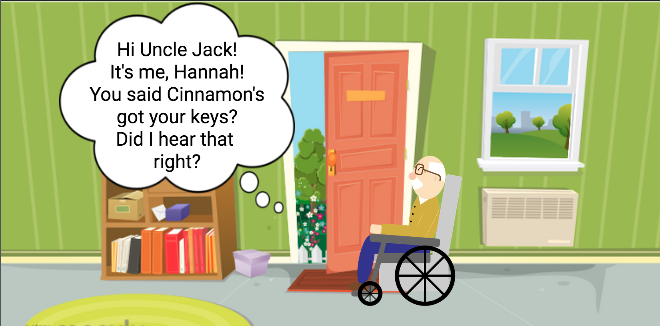 Hi Uncle Jack!
It's me, Hannah!
You said Cinnamon's
got your keys?
Did I hear that
right?